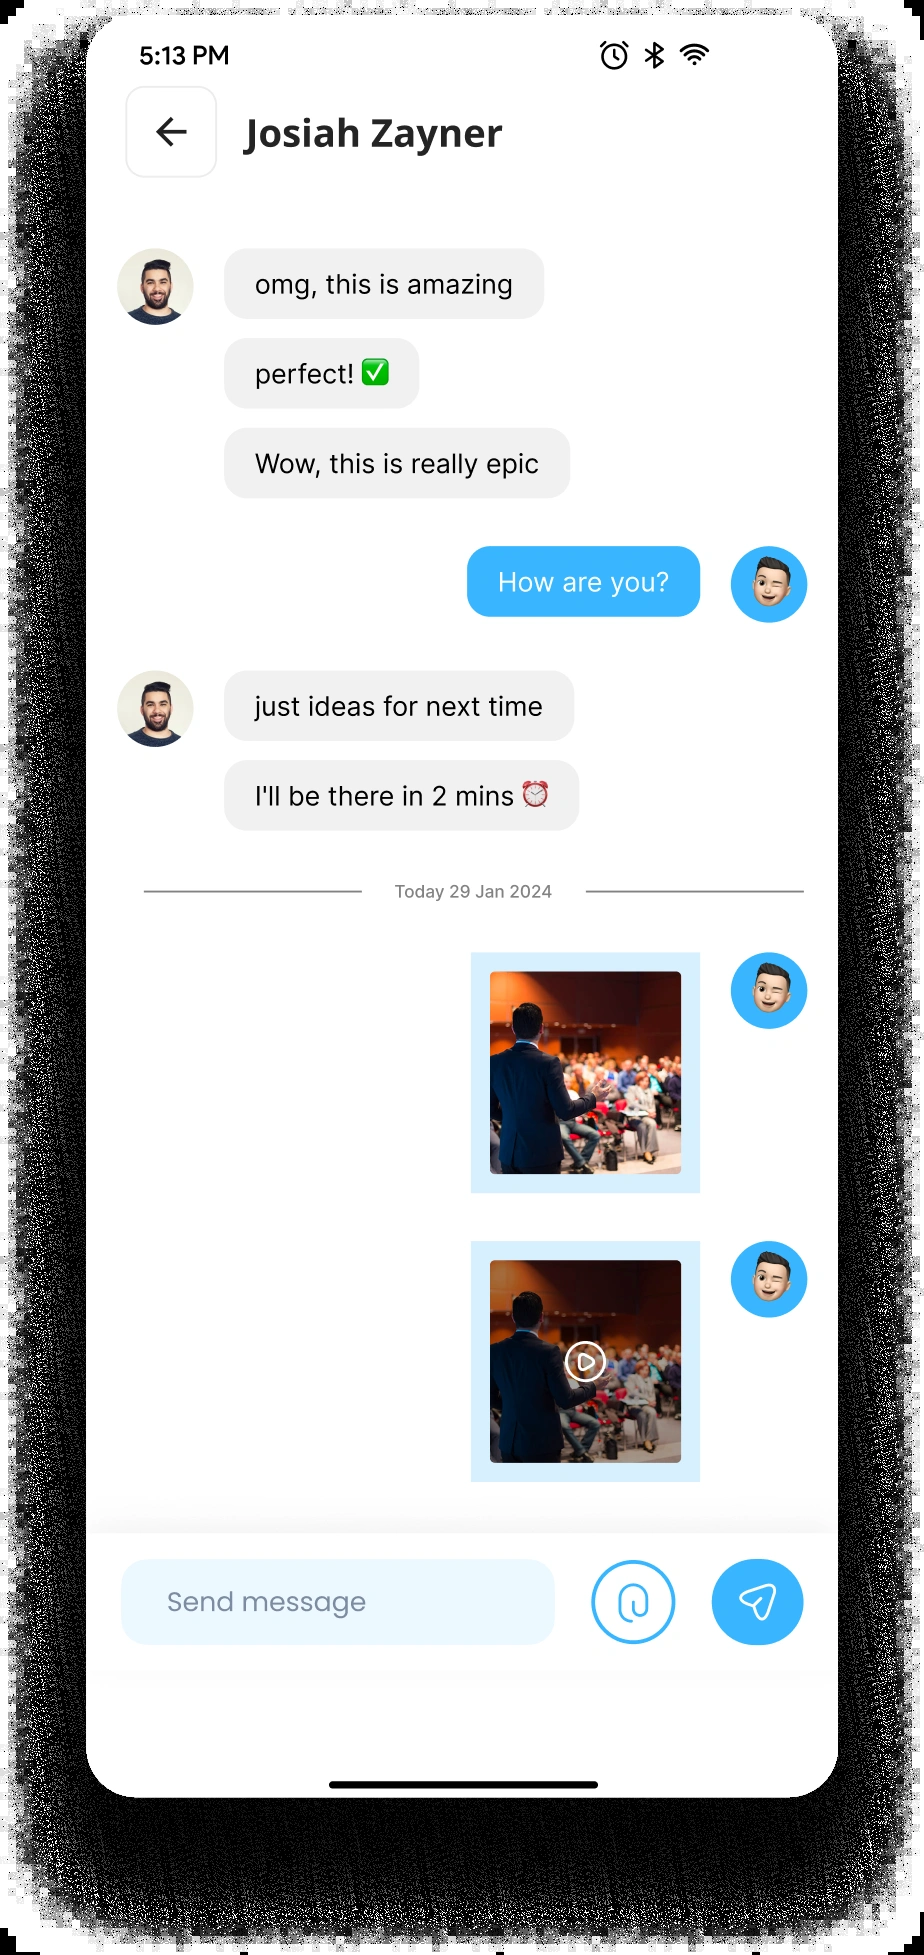 5:13 PM
Josiah Zayner
omg, this is amazing
perfect! ✅
Wow, this is really epic
How are you?
just ideas for next time
I'll be there in 2 mins ⏰
Today 29 Jan 2024
Send message